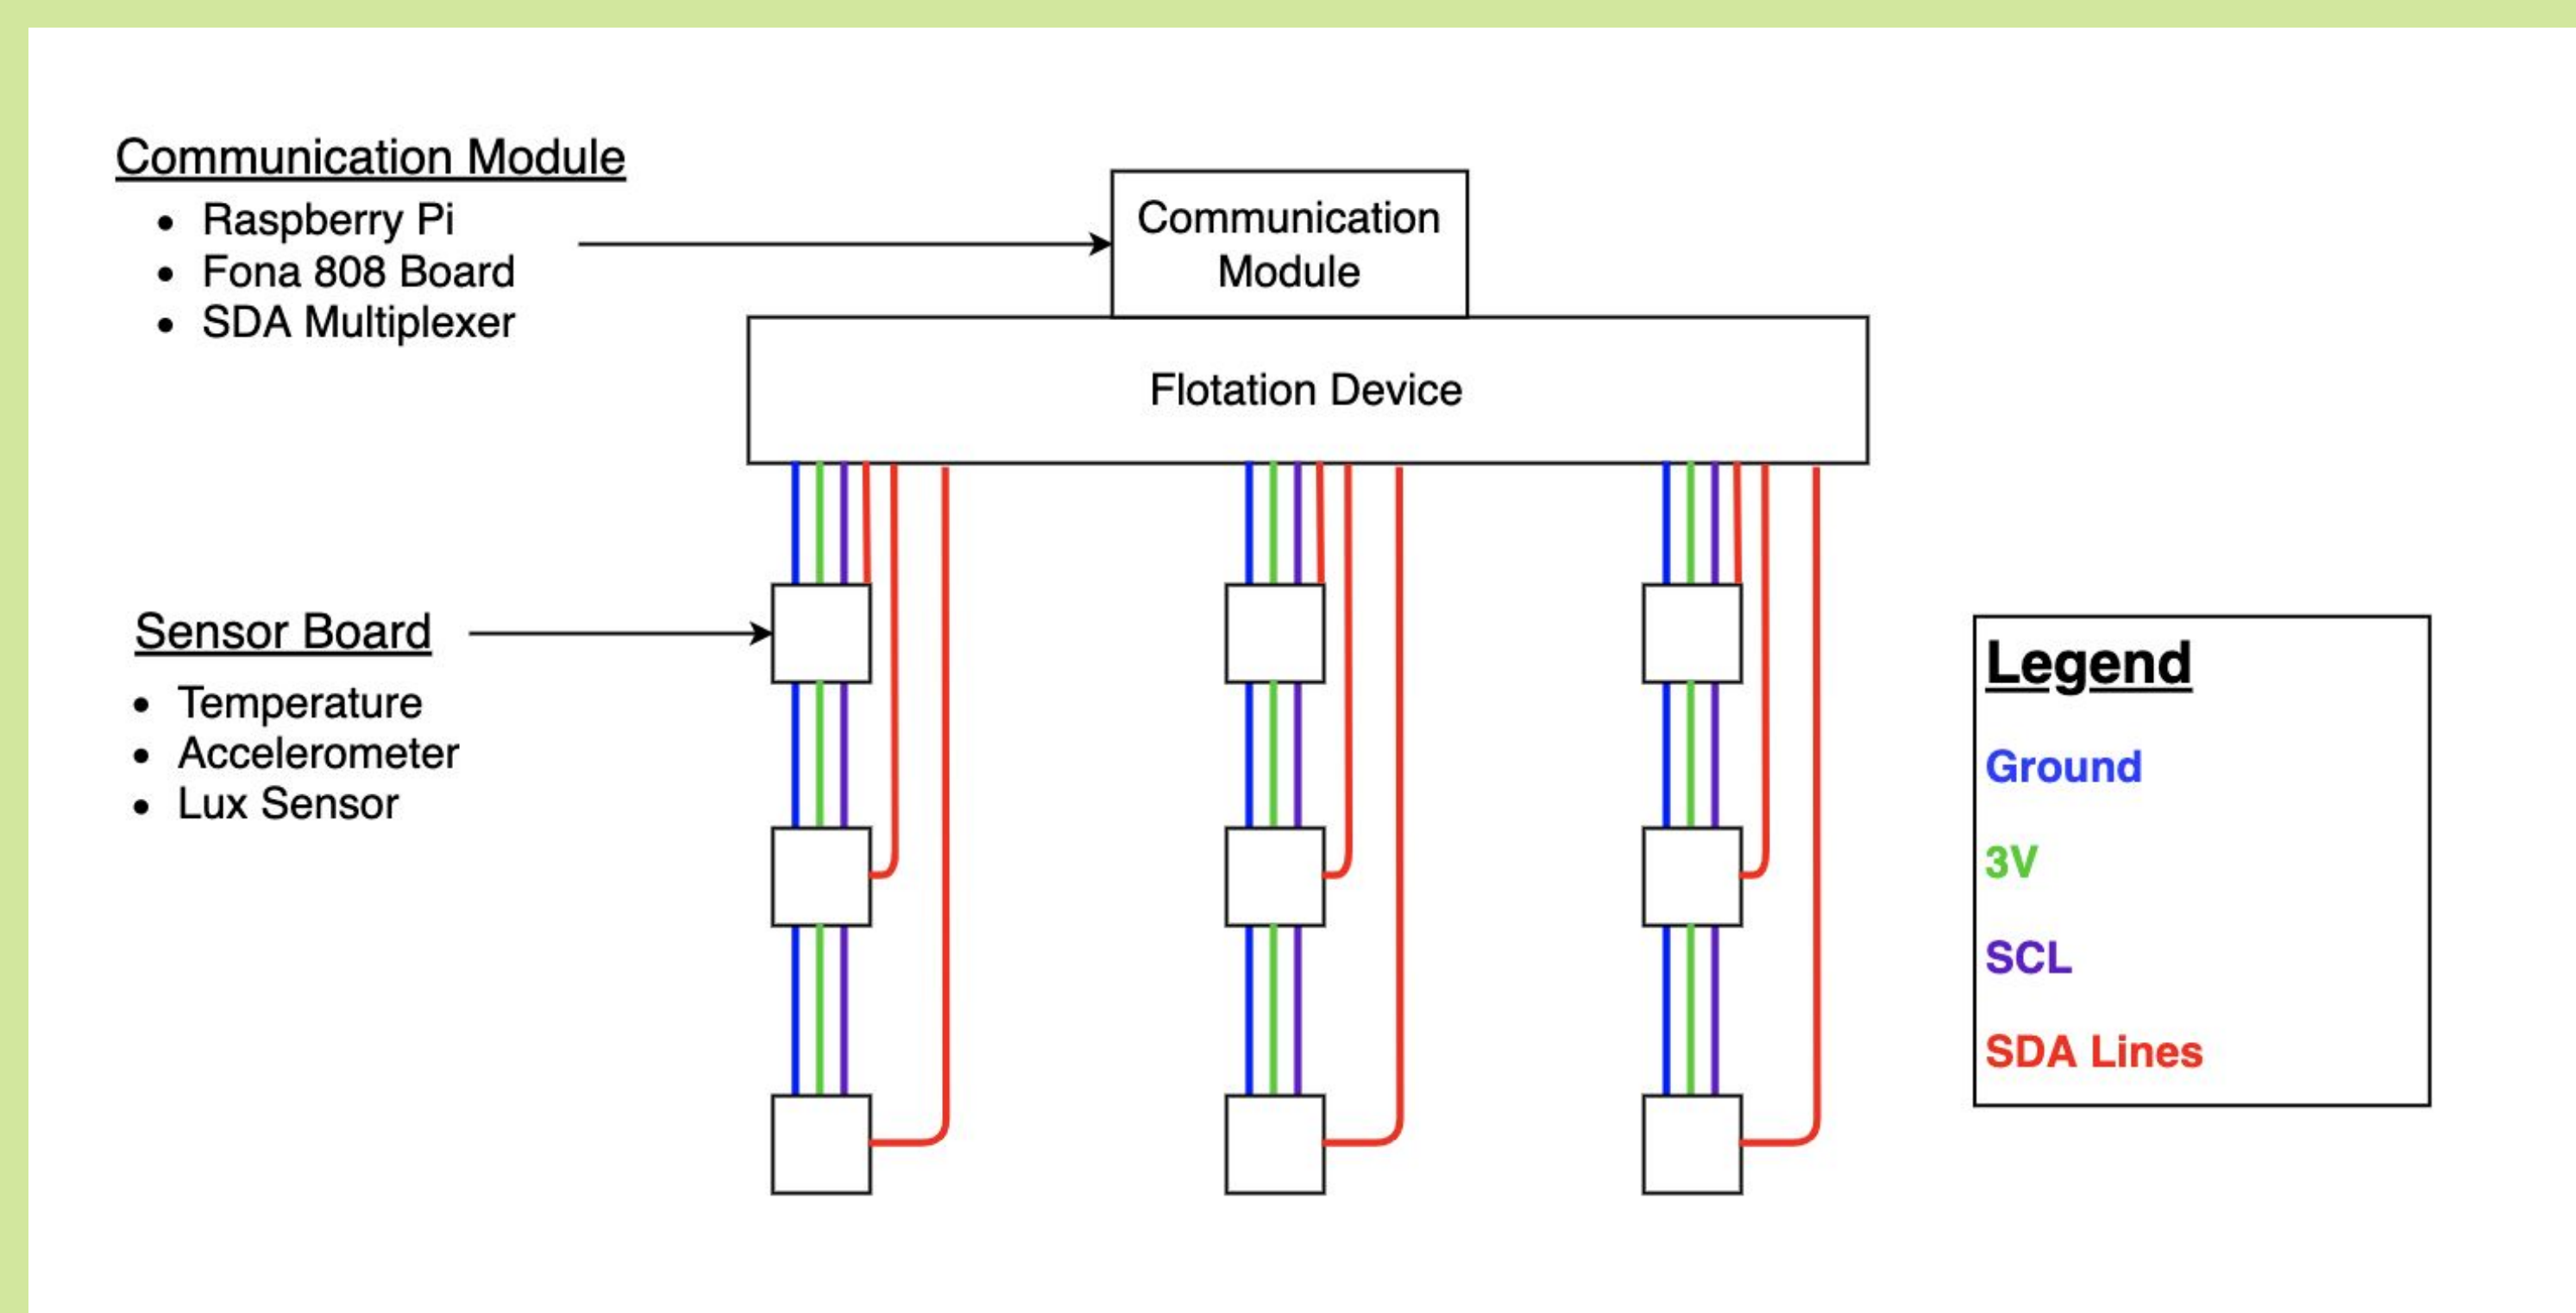 Communication Module
• Raspberry Pi
• Fona 808 Board
• SDA Multiplexer
Communication
Module
Flotation Device
Sensor Board
• Temperature
• Accelerometer
• Lux Sensor
Legend
Ground
3V
SCL
SDA Lines